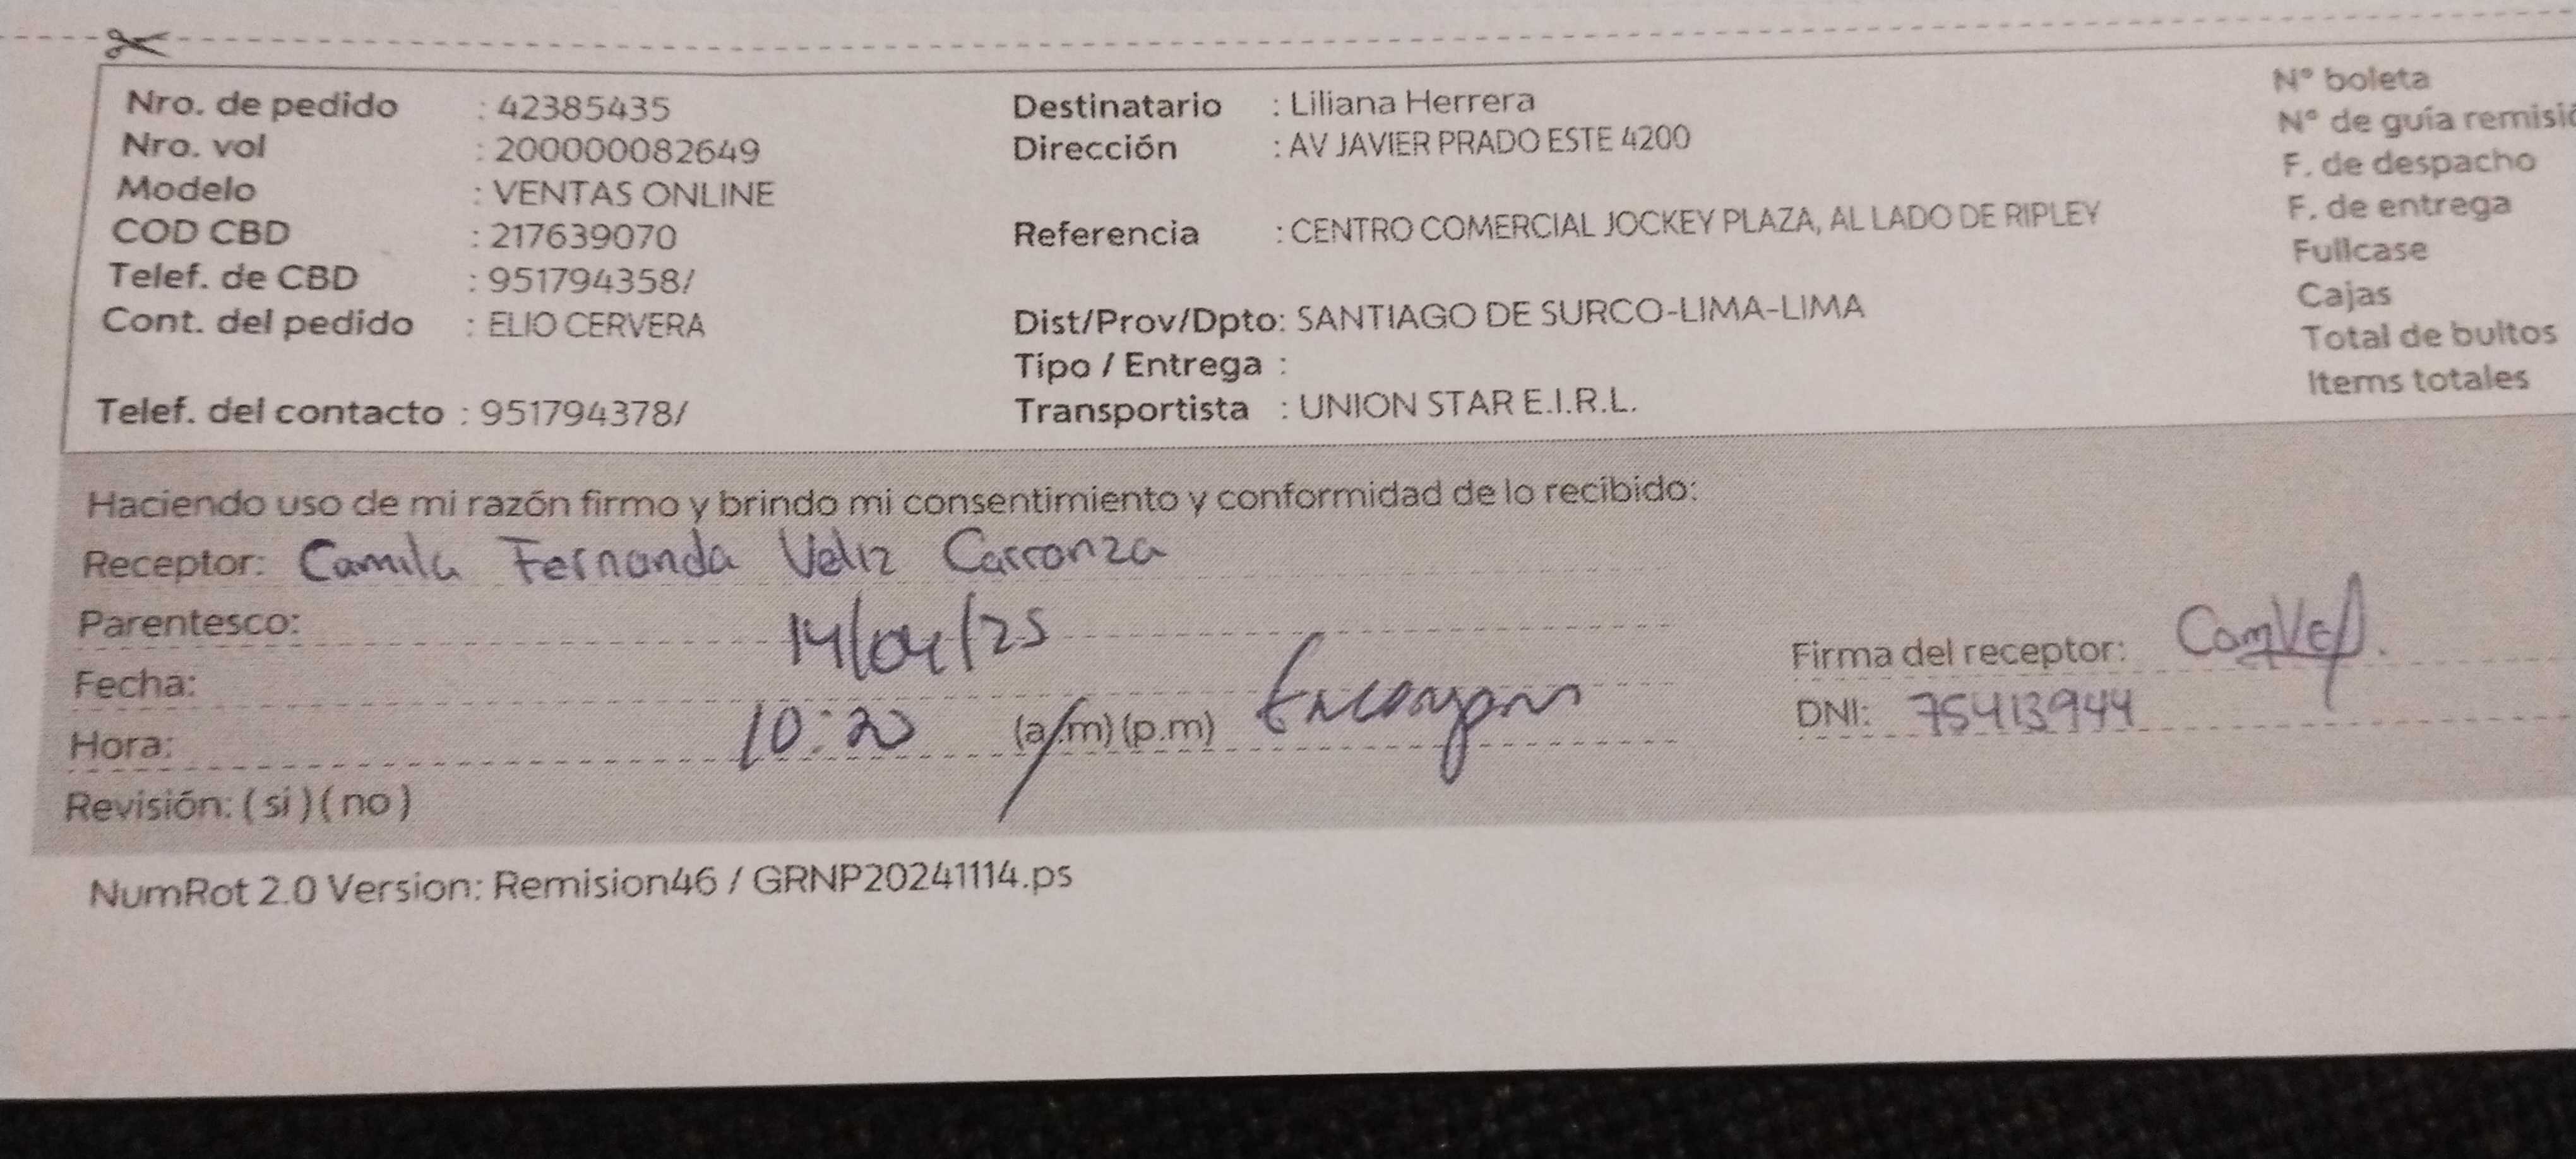 Nro. de pedido : 42385435
Nro. vol : 200000082649
Modelo : VENTAS ONLINE
COD CBD : 217639070
Telef. de CBD : 951794358/
Cont. del pedido : ELIO CERVERA
Telef. del contacto : 951794378/
Destinatario : Liliana Herrera
Dirección : AV JAVIER PRADO ESTE 4200
Referencia : CENTRO COMERCIAL JOCKEY PLAZA, AL LADO DE RIPLEY
Dist/Prov/Dpto: SANTIAGO DE SURCO-LIMA-LIMA
Tipo / Entrega :
Transportista : UNION STAR E.I.R.L.
N° boleta
N° de guía remisió
F. de despacho
F. de entrega
Fullcase
Cajas
Total de bultos
Items totales
Haciendo uso de mi razón firmo y brindo mi consentimiento y conformidad de lo recibido:
Receptor: Camila Fernanda Veliz Carranza
Parentesco:
Fecha: 14/04/25
Hora: 10:20 (a.m) (p.m)
Revisión: ( si ) ( no )
Firma del receptor: CamVel.
DNI: 75413944
NumRot 2.0 Version: Remision46 / GRNP20241114.ps